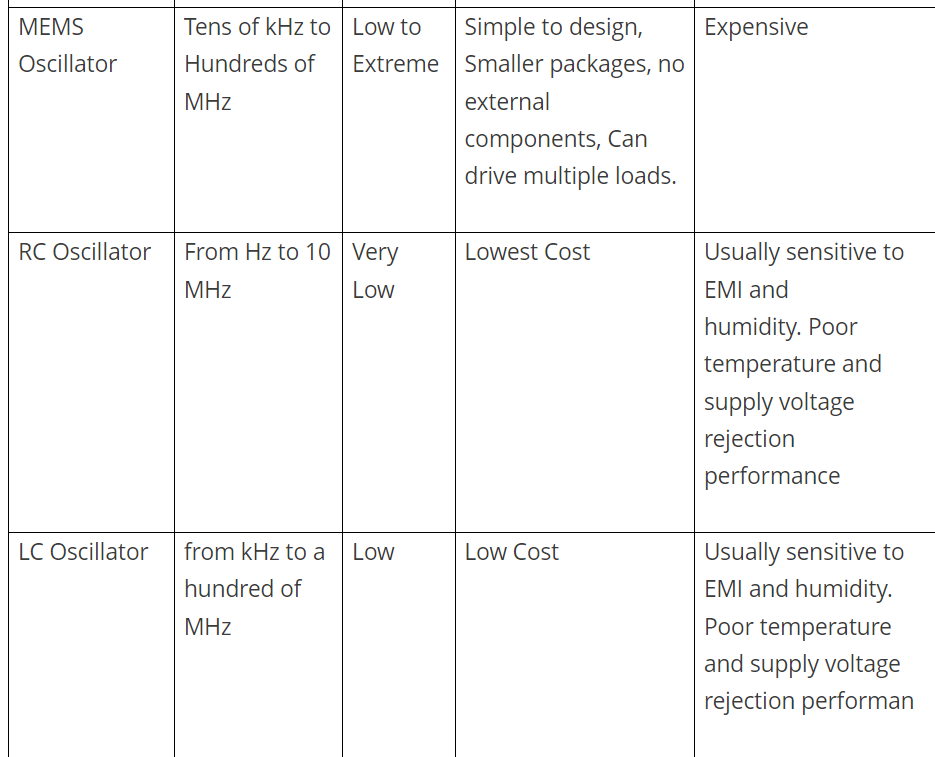 MEMS
Oscillator
Tens of kHz to
Hundreds of
MHz
Low to
Extreme
Simple to design,
Smaller packages, no
external
components, Can
drive multiple loads.
Expensive
RC Oscillator
From Hz to 10
MHz
Very
Low
Lowest Cost
Usually sensitive to
EMI and
humidity. Poor
temperature and
supply voltage
rejection
performance
LC Oscillator
from kHz to a
hundred of
MHz
Low
Low Cost
Usually sensitive to
EMI and humidity.
Poor temperature
and supply voltage
rejection performan